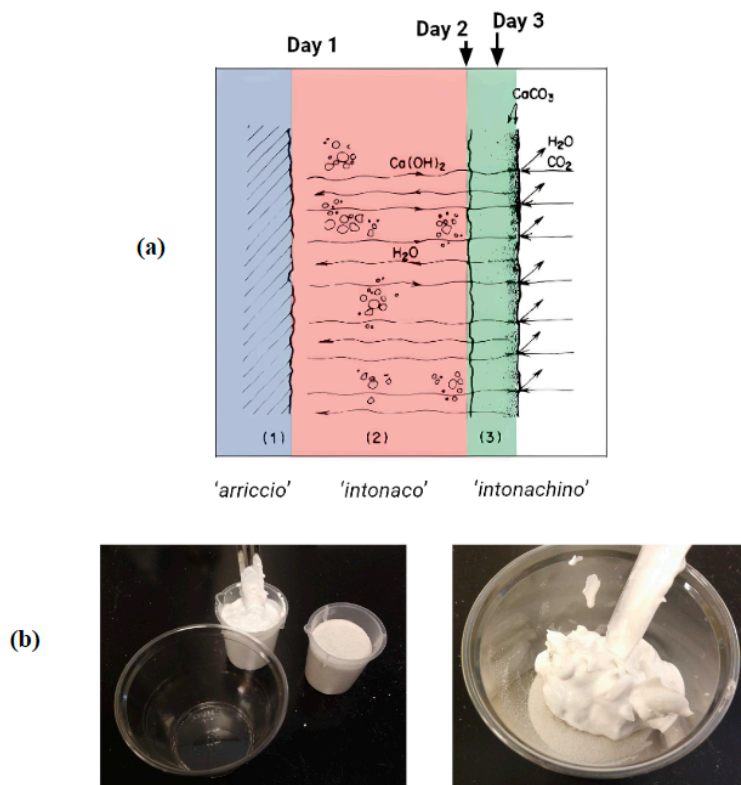 Day 1
Day 2
Day 3
CaCO₃
H₂O
CO₂
Ca(OH)₂
(a)
H₂O
(1)
(2)
(3)
'arriccio'
'intonaco'
'intonachino'
(b)